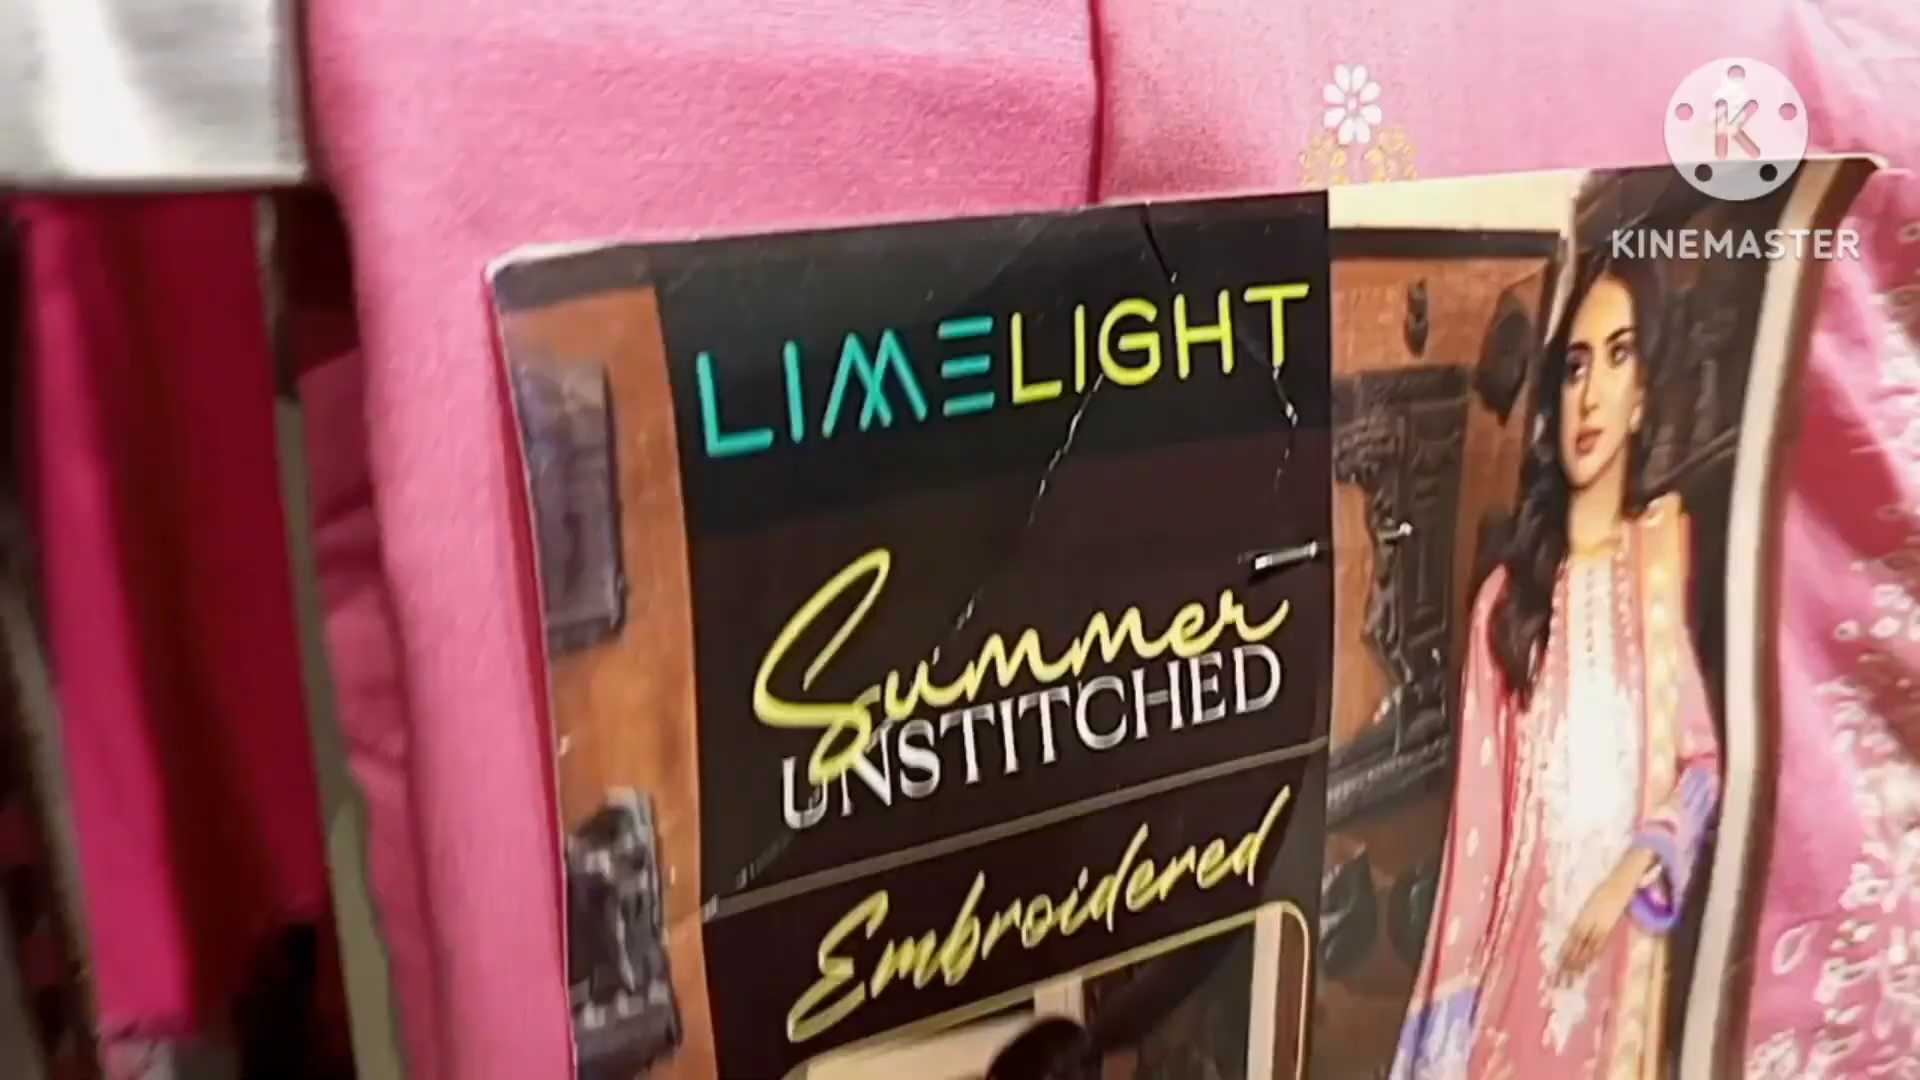 K
KINEMASTER
LIMELIGHT
Summer
UNSTITCHED
Embroidered